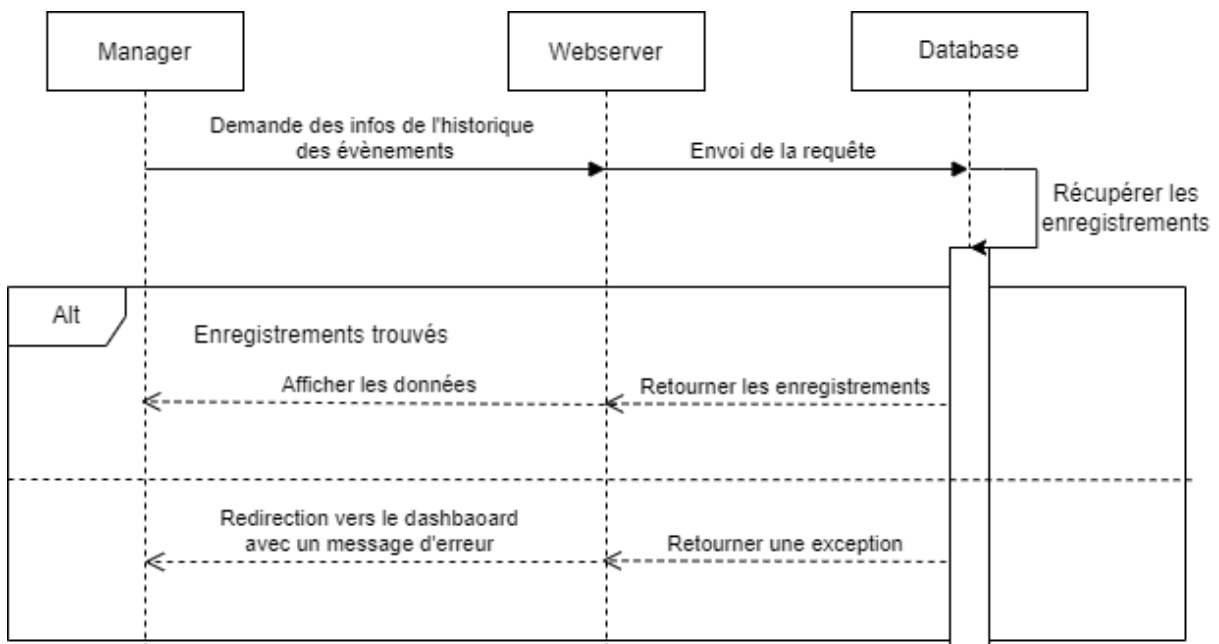 Manager
Webserver
Database
Demande des infos de l'historique
des évènements
Envoi de la requête
Récupérer les
enregistrements
Alt
Enregistrements trouvés
Afficher les données
Retourner les enregistrements
Redirection vers le dashbaoard
avec un message d'erreur
Retourner une exception